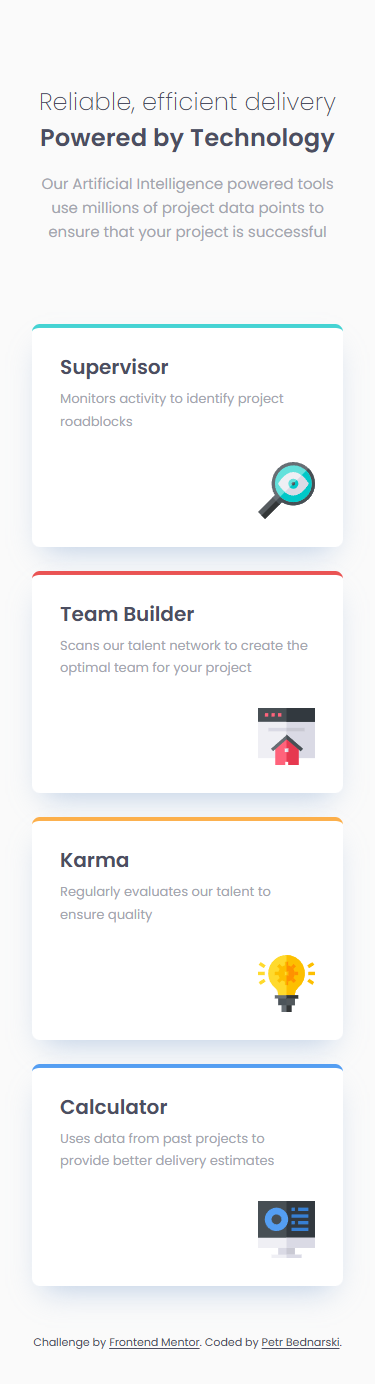 Reliable, efficient delivery
Powered by Technology
Our Artificial Intelligence powered tools
use millions of project data points to
ensure that your project is successful
Supervisor
Monitors activity to identify project
roadblocks
Team Builder
Scans our talent network to create the
optimal team for your project
Karma
Regularly evaluates our talent to
ensure quality
Calculator
Uses data from past projects to
provide better delivery estimates
Challenge by Frontend Mentor. Coded by Petr Bednarski.